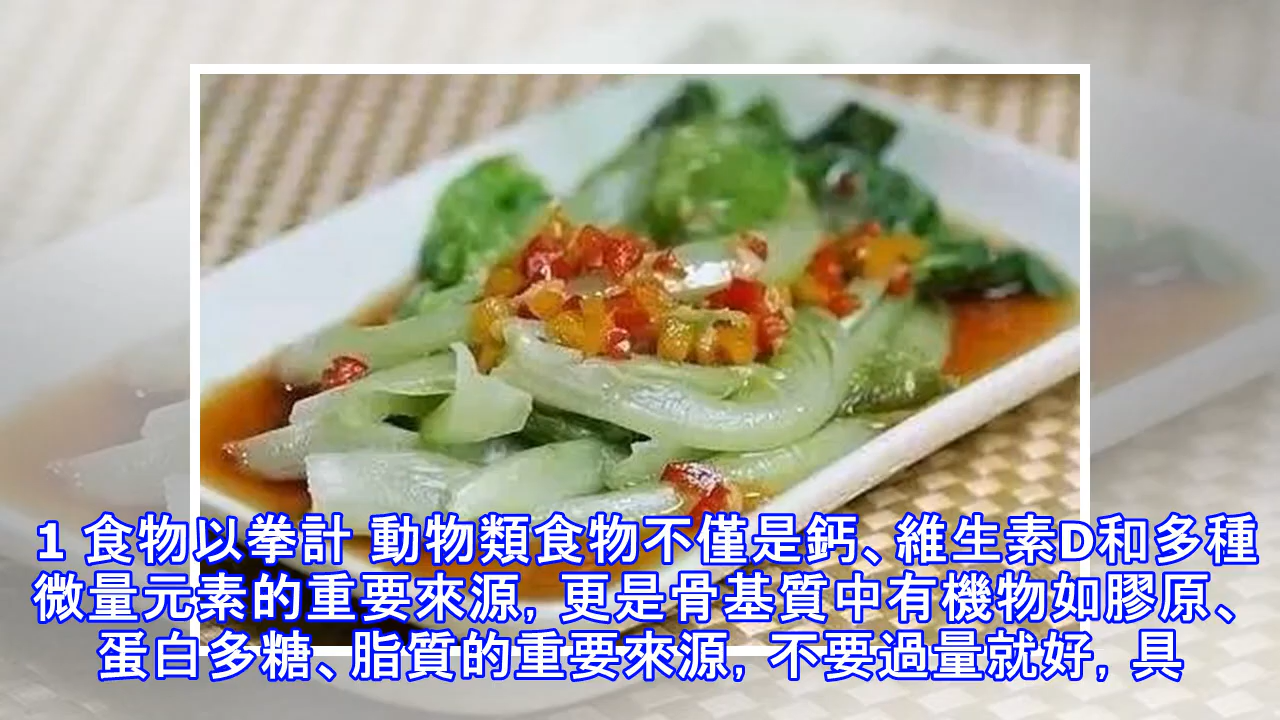 1 食物以拳計 動物類食物不僅是鈣、維生素D和多種
微量元素的重要來源, 更是骨基質中有機物如膠原、
蛋白多糖、脂質的重要來源, 不要過量就好, 具